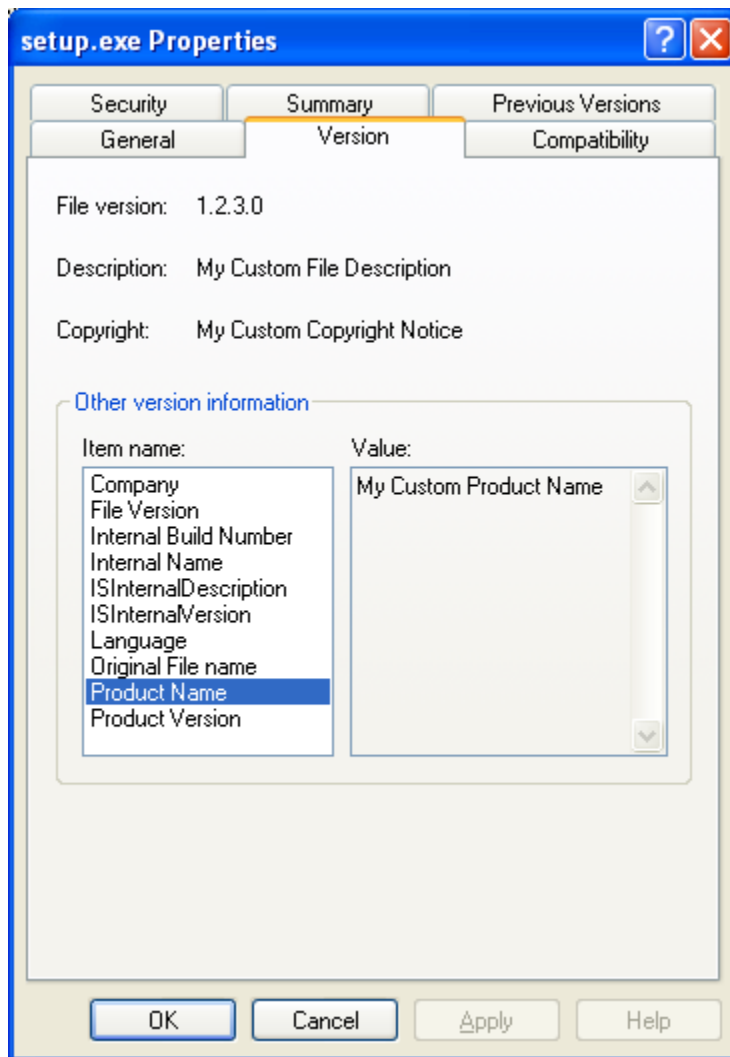 setup.exe Properties
?
Security Summary Previous Versions
General Version Compatibility
File version: 1.2.3.0
Description: My Custom File Description
Copyright: My Custom Copyright Notice
Other version information
Item name: Value:
Company My Custom Product Name
File Version
Internal Build Number
Internal Name
ISInternalDescription
ISInternalVersion
Language
Original File name
Product Name
Product Version
OK Cancel Apply Help